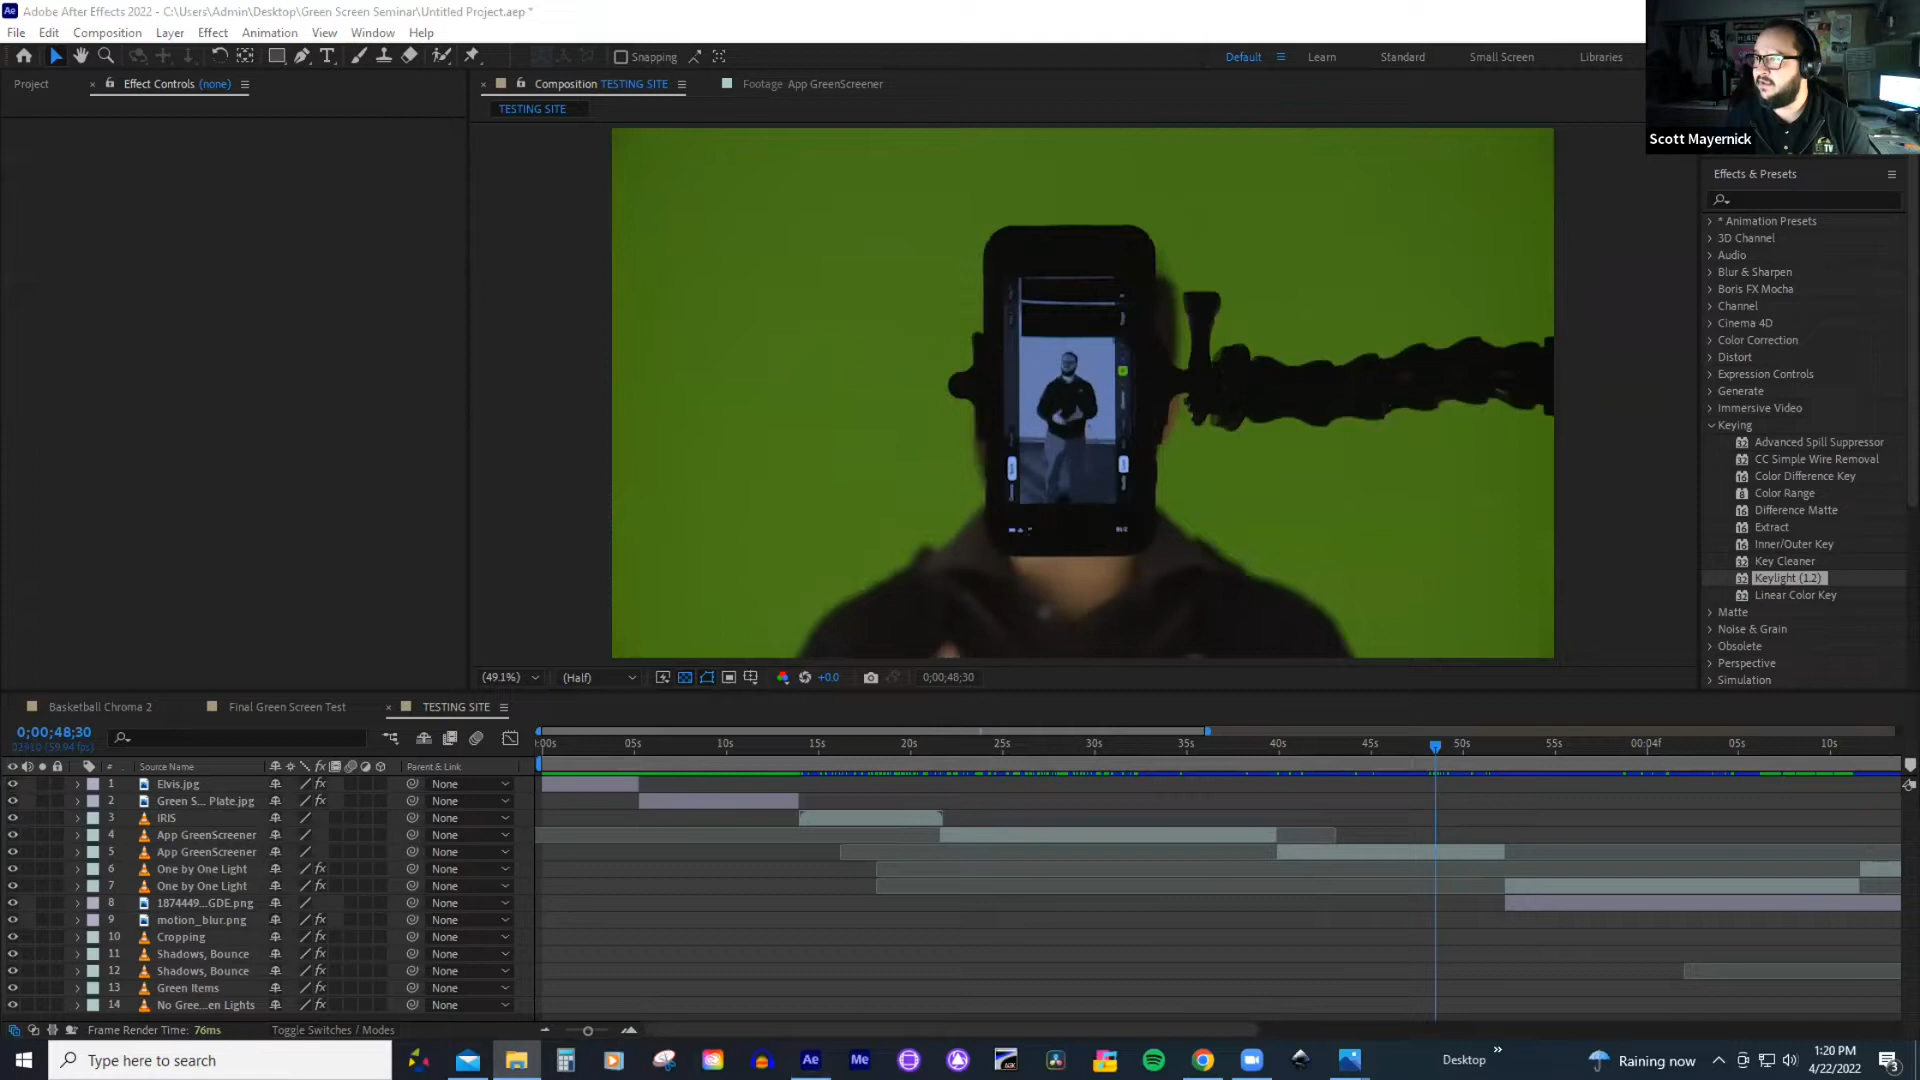 Adobe After Effects 2022 - C:\Users\Admin\Desktop\Green Screen Seminar\Untitled Project.aep *
File Edit Composition Layer Effect Animation View Window Help
Snapping
Default Learn Standard Small Screen Libraries
Project
Effect Controls (none)
Composition TESTING SITE
Footage App GreenScreener
TESTING SITE
Scott Mayernick
Effects & Presets
* Animation Presets
3D Channel
Audio
Blur & Sharpen
Boris FX Mocha
Channel
Cinema 4D
Color Correction
Distort
Expression Controls
Generate
Immersive Video
Keying
Advanced Spill Suppressor
CC Simple Wire Removal
Color Difference Key
Color Range
Difference Matte
Extract
Inner/Outer Key
Key Cleaner
Keylight (1.2)
Linear Color Key
Matte
Noise & Grain
Obsolete
Perspective
Simulation
(49.1%) (Half) +0.0 0;00;48;30
Basketball Chroma 2 Final Green Screen Test TESTING SITE
0;00;48;30
02910 (59.94 fps)
:00s 05s 10s 15s 20s 25s 30s 35s 40s 45s 50s 55s 00:04f 05s 10s
# Source Name Parent & Link
1 Elvis.jpg None
2 Green S... Plate.jpg None
3 IRIS None
4 App GreenScreener None
5 App GreenScreener None
6 One by One Light None
7 One by One Light None
8 1874449...GDE.png None
9 motion_blur.png None
10 Cropping None
11 Shadows, Bounce None
12 Shadows, Bounce None
13 Green Items None
14 No Gree...en Lights None
Frame Render Time: 76ms Toggle Switches / Modes
Type here to search
Desktop
Raining now
1:20 PM
4/22/2022
3